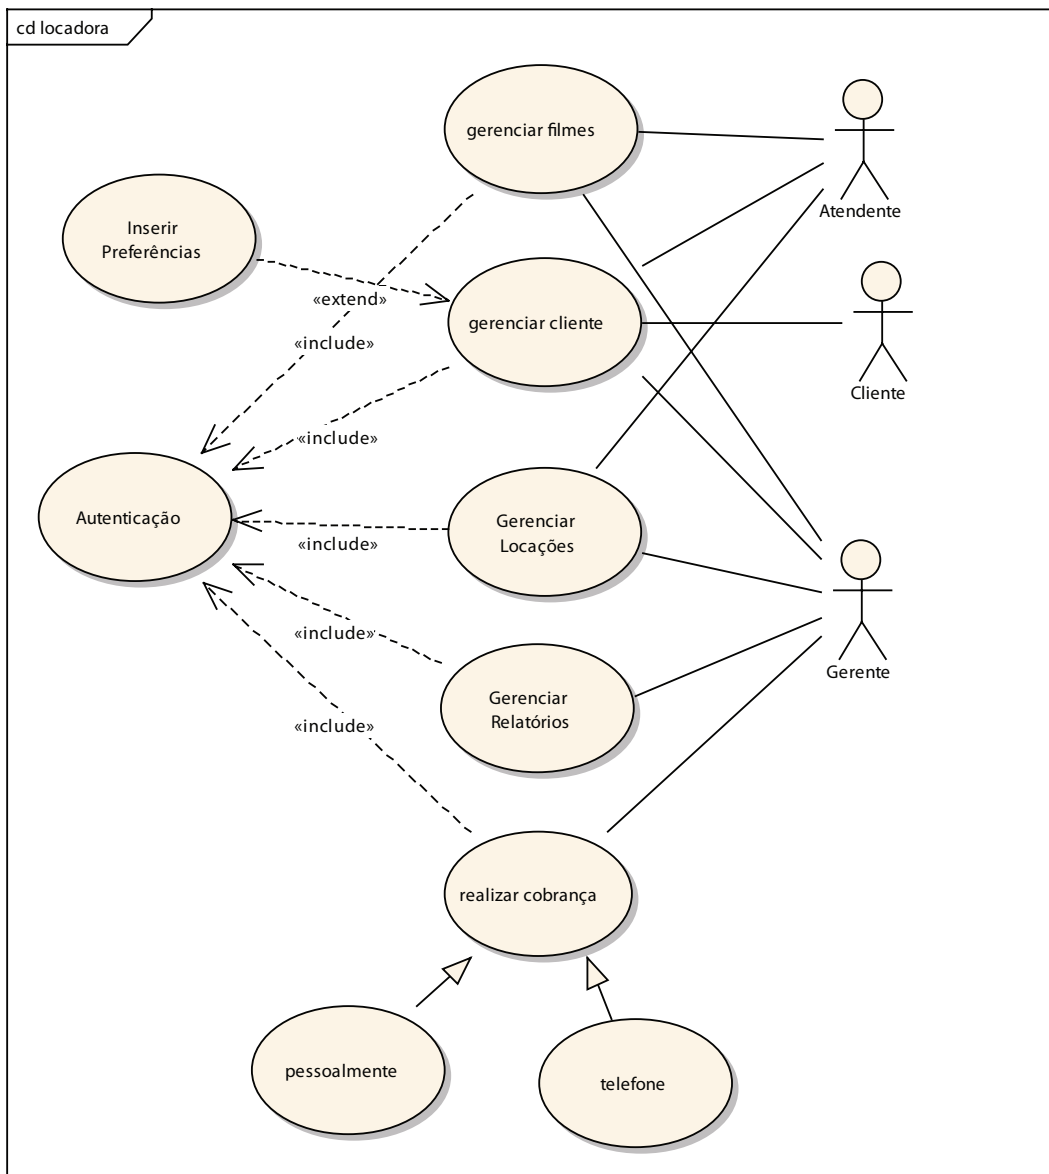 cd locadora
gerenciar filmes
Atendente
Inserir
Preferências
«extend»
gerenciar cliente
«include»
Cliente
«include»
Autenticação
Gerenciar
Locações
«include»
Gerente
«include»
Gerenciar
Relatórios
«include»
realizar cobrança
pessoalmente
telefone